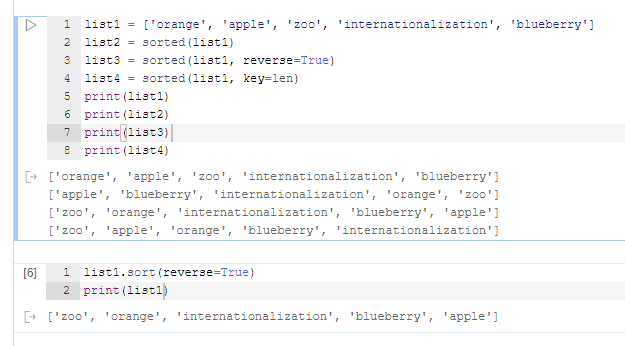 1 list1 = ['orange', 'apple', 'zoo', 'internationalization', 'blueberry']
2 list2 = sorted(list1)
3 list3 = sorted(list1, reverse=True)
4 list4 = sorted(list1, key=len)
5 print(list1)
6 print(list2)
7 print(list3)
8 print(list4)
['orange', 'apple', 'zoo', 'internationalization', 'blueberry']
['apple', 'blueberry', 'internationalization', 'orange', 'zoo']
['zoo', 'orange', 'internationalization', 'blueberry', 'apple']
['zoo', 'apple', 'orange', 'blueberry', 'internationalization']
[6] 1 list1.sort(reverse=True)
2 print(list1)
['zoo', 'orange', 'internationalization', 'blueberry', 'apple']